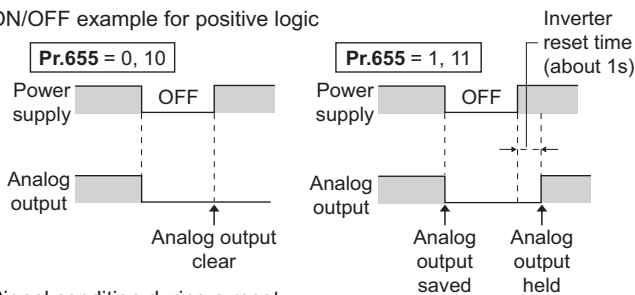 ON/OFF example for positive logic
Pr.655 = 0, 10
Power
supply
OFF
Analog
output
Analog output
clear
Pr.655 = 1, 11
Inverter
reset time
(about 1s)
Power
supply
OFF
Analog
output
Analog
output
saved
Analog
output
held